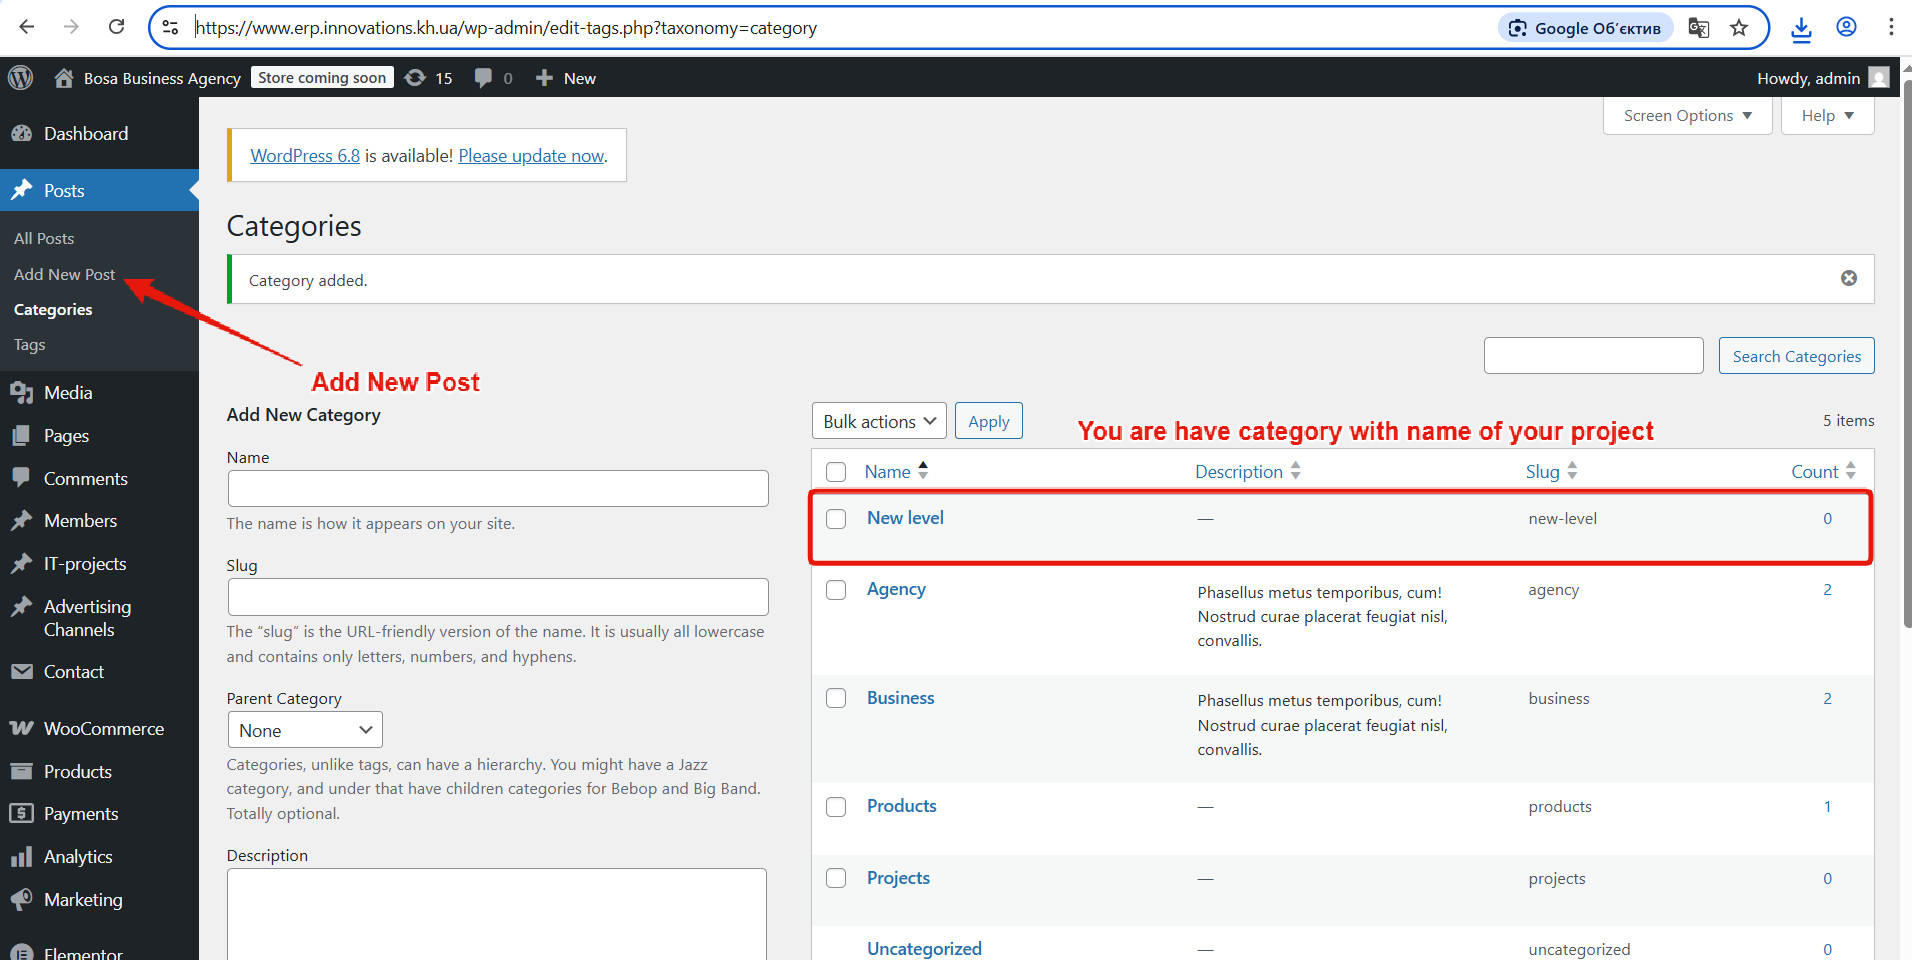 https://www.erp.innovations.kh.ua/wp-admin/edit-tags.php?taxonomy=category
Google Об'єктив
Bosa Business Agency
Store coming soon
15
0
New
Howdy, admin
Dashboard
Posts
All Posts
Add New Post
Categories
Tags
Media
Pages
Comments
Members
IT-projects
Advertising
Channels
Contact
WooCommerce
Products
Payments
Analytics
Marketing
Elementor
Screen Options
Help
WordPress 6.8 is available! Please update now.
Categories
Category added.
Search Categories
Add New Post
Add New Category
Name
The name is how it appears on your site.
Slug
The “slug” is the URL-friendly version of the name. It is usually all lowercase
and contains only letters, numbers, and hyphens.
Parent Category
None
Categories, unlike tags, can have a hierarchy. You might have a Jazz
category, and under that have children categories for Bebop and Big Band.
Totally optional.
Description
Bulk actions
Apply
You are have category with name of your project
5 items
Name Description Slug Count
New level — new-level 0
Agency Phasellus metus temporibus, cum! agency 2
Nostrud curae placerat feugiat nisl,
convallis.
Business Phasellus metus temporibus, cum! business 2
Nostrud curae placerat feugiat nisl,
convallis.
Products — products 1
Projects — projects 0
Uncategorized — uncategorized 0